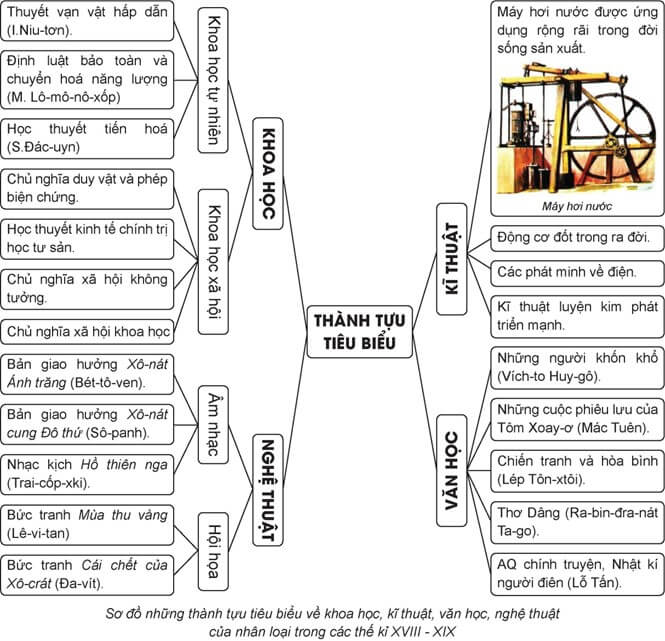 Thuyết vạn vật hấp dẫn
(I.Niu-tơn).
Định luật bảo toàn và
chuyển hoá năng lượng
(M. Lô-mô-nô-xốp)
Học thuyết tiến hoá
(S.Đác-uyn)
Khoa học tự nhiên
Chủ nghĩa duy vật và phép
biện chứng.
Học thuyết kinh tế chính trị
học tư sản.
Chủ nghĩa xã hội không
tưởng.
Chủ nghĩa xã hội khoa học
Khoa học xã hội
KHOA HỌC
Bản giao hưởng Xô-nát
Ánh trăng (Bét-tô-ven).
Bản giao hưởng Xô-nát
cung Đô thứ (Sô-panh).
Nhạc kịch Hồ thiên nga
(Trai-cốp-xki).
Âm nhạc
Bức tranh Mùa thu vàng
(Lê-vi-tan)
Bức tranh Cái chết của
Xô-crát (Đa-vít).
Hội họa
NGHỆ THUẬT
THÀNH TỰU
TIÊU BIỂU
KĨ THUẬT
Máy hơi nước được ứng
dụng rộng rãi trong đời
sống sản xuất.
Máy hơi nước
Động cơ đốt trong ra đời.
Các phát minh về điện.
Kĩ thuật luyện kim phát
triển mạnh.
VĂN HỌC
Những người khốn khổ
(Vích-to Huy-gô).
Những cuộc phiêu lưu của
Tôm Xoay-ơ (Mác Tuên).
Chiến tranh và hòa bình
(Lép Tôn-xtôi).
Thơ Dâng (Ra-bin-đra-nát
Ta-go).
AQ chính truyện, Nhật kí
người điên (Lỗ Tấn).
Sơ đồ những thành tựu tiêu biểu về khoa học, kĩ thuật, văn học, nghệ thuật
của nhân loại trong các thế kỉ XVIII - XIX